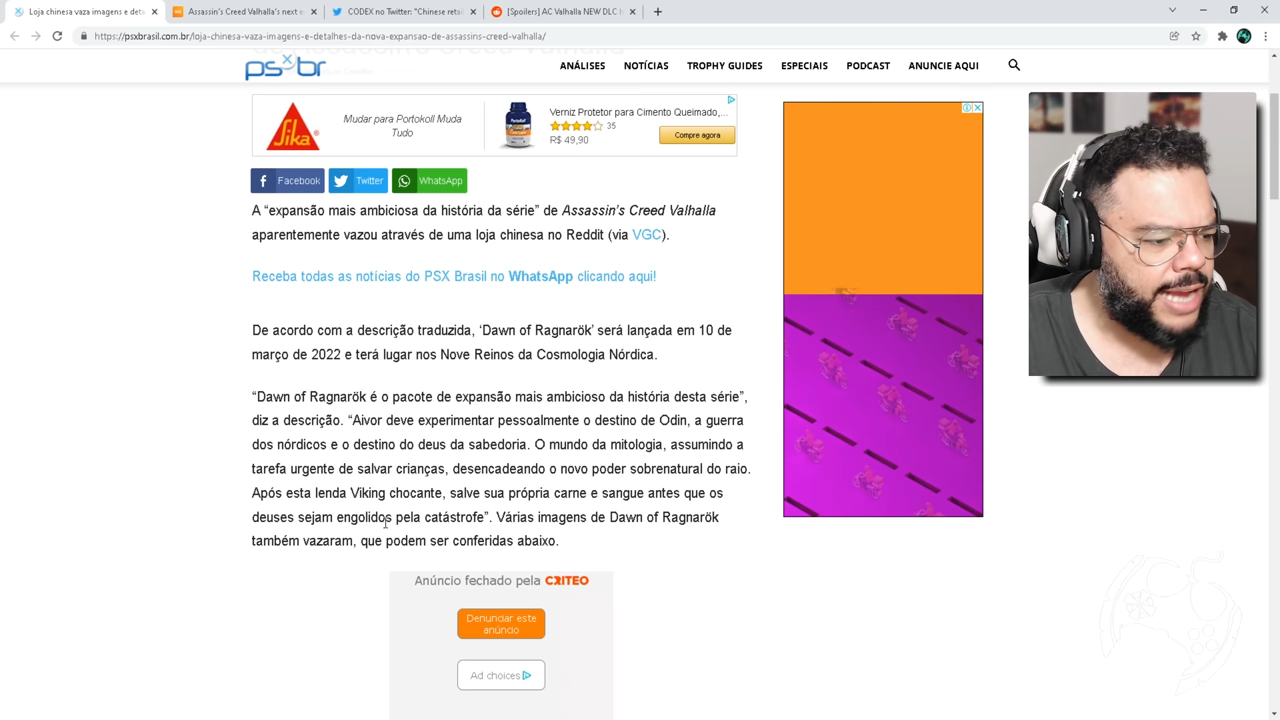 Loja chinesa vaza imagens e deta
Assassin's Creed Valhalla's next e
CODEX no Twitter: "Chinese retai
[Spoilers] AC Valhalla NEW DLC
https://psxbrasil.com.br/loja-chinesa-vaza-imagens-e-detalhes-da-nova-expansao-de-assassins-creed-valhalla/
psxbr
ANÁLISES
NOTÍCIAS
TROPHY GUIDES
ESPECIAIS
PODCAST
ANUNCIE AQUI
Sika
Mudar para Portokoll Muda
Tudo
Verniz Protetor para Cimento Queimado,...
35
R$ 49,90
Compre agora
Facebook
Twitter
WhatsApp
A “expansão mais ambiciosa da história da série” de Assassin’s Creed Valhalla
aparentemente vazou através de uma loja chinesa no Reddit (via VGC).
Receba todas as notícias do PSX Brasil no WhatsApp clicando aqui!
De acordo com a descrição traduzida, ‘Dawn of Ragnarök’ será lançada em 10 de
março de 2022 e terá lugar nos Nove Reinos da Cosmologia Nórdica.
“Dawn of Ragnarök é o pacote de expansão mais ambicioso da história desta série”,
diz a descrição. “Aivor deve experimentar pessoalmente o destino de Odin, a guerra
dos nórdicos e o destino do deus da sabedoria. O mundo da mitologia, assumindo a
tarefa urgente de salvar crianças, desencadeando o novo poder sobrenatural do raio.
Após esta lenda Viking chocante, salve sua própria carne e sangue antes que os
deuses sejam engolidos pela catástrofe”. Várias imagens de Dawn of Ragnarök
também vazaram, que podem ser conferidas abaixo.
Anúncio fechado pela CRITEO
Denunciar este
anúncio
Ad choices